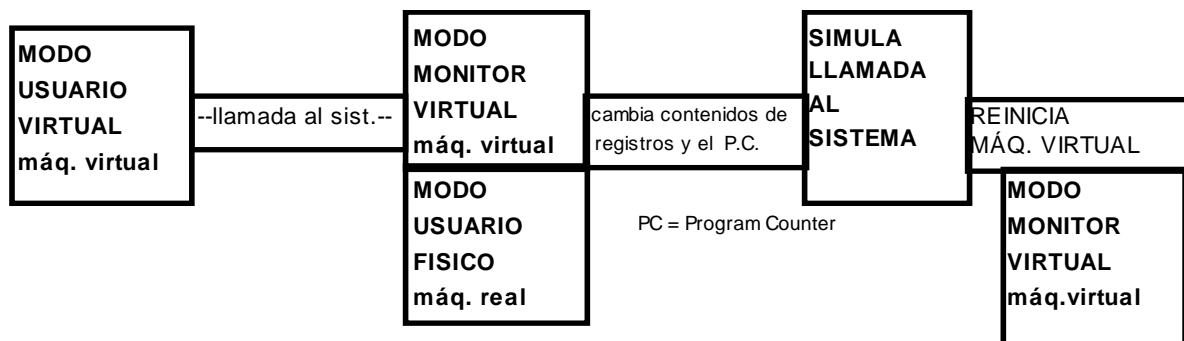 MODO
USUARIO
VIRTUAL
máq. virtual
--llamada al sist.--
MODO
MONITOR
VIRTUAL
máq. virtual
MODO
USUARIO
FISICO
máq. real
cambia contenidos de
registros y el P.C.
PC = Program Counter
SIMULA
LLAMADA
AL
SISTEMA
REINICIA
MÁQ. VIRTUAL
MODO
MONITOR
VIRTUAL
máq.virtual